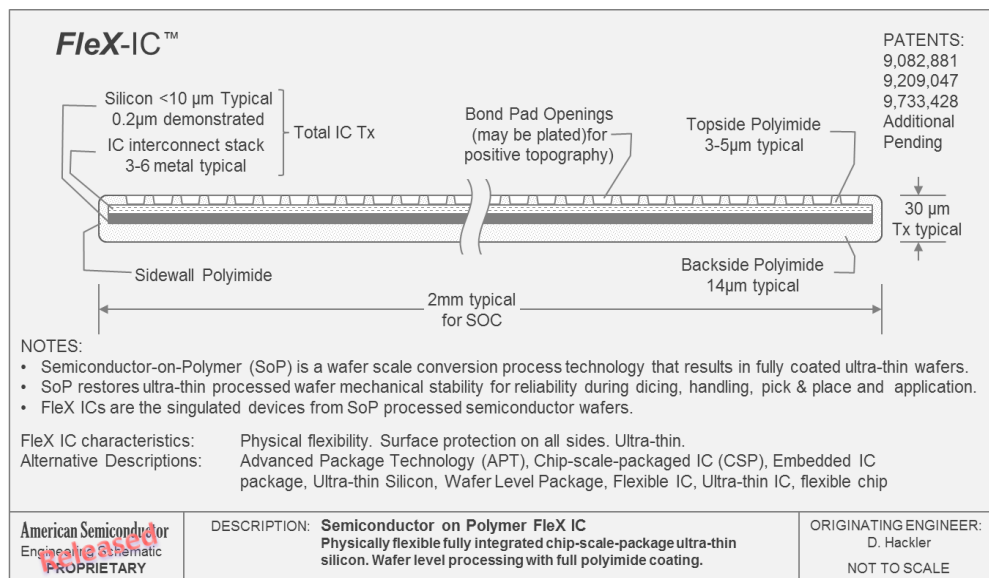 FleX-IC™
PATENTS:
9,082,881
9,209,047
9,733,428
Additional
Pending
Silicon <10 µm Typical
0.2µm demonstrated
IC interconnect stack
3-6 metal typical
Total IC Tx
Bond Pad Openings
(may be plated)for
positive topography)
Topside Polyimide
3-5µm typical
30 µm
Tx typical
Sidewall Polyimide
Backside Polyimide
14µm typical
2mm typical
for SOC
NOTES:
• Semiconductor-on-Polymer (SoP) is a wafer scale conversion process technology that results in fully coated ultra-thin wafers.
• SoP restores ultra-thin processed wafer mechanical stability for reliability during dicing, handling, pick & place and application.
• FleX ICs are the singulated devices from SoP processed semiconductor wafers.
FleX IC characteristics: Physical flexibility. Surface protection on all sides. Ultra-thin.
Alternative Descriptions: Advanced Package Technology (APT), Chip-scale-packaged IC (CSP), Embedded IC
package, Ultra-thin Silicon, Wafer Level Package, Flexible IC, Ultra-thin IC, flexible chip
American Semiconductor
Engineering Schematic
PROPRIETARY
Released
DESCRIPTION: Semiconductor on Polymer FleX IC
Physically flexible fully integrated chip-scale-package ultra-thin
silicon. Wafer level processing with full polyimide coating.
ORIGINATING ENGINEER:
D. Hackler
NOT TO SCALE